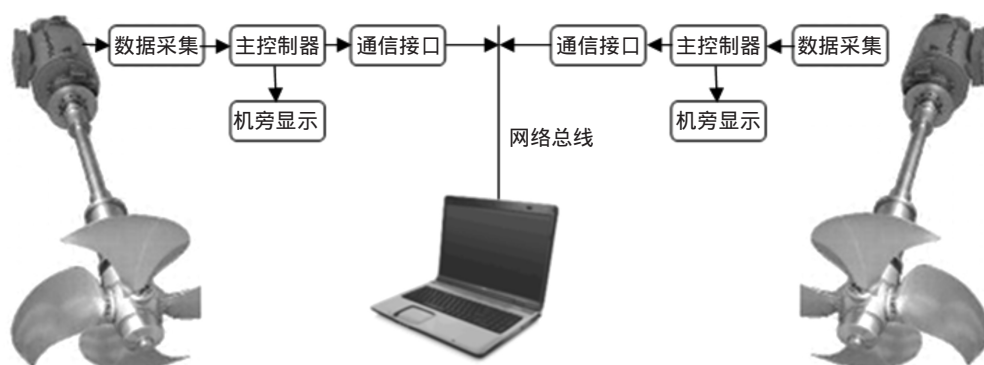 数据采集
主控制器
通信接口
通信接口
主控制器
数据采集
机旁显示
机旁显示
网络总线